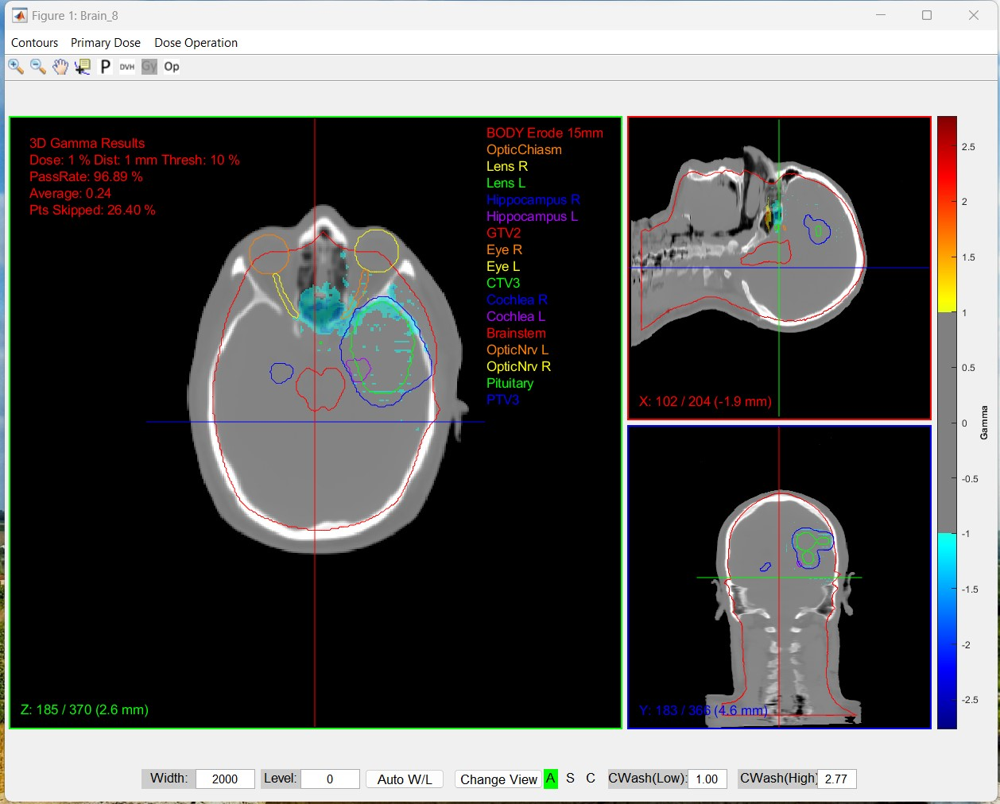 Figure 1: Brain_8
Contours Primary Dose Dose Operation
P DVH Gy Op
3D Gamma Results
Dose: 1 % Dist: 1 mm Thresh: 10 %
PassRate: 96.89 %
Average: 0.24
Pts Skipped: 26.40 %
BODY Erode 15mm
OpticChiasm
Lens R
Lens L
Hippocampus R
Hippocampus L
GTV2
Eye R
Eye L
CTV3
Cochlea R
Cochlea L
Brainstem
OpticNrv L
OpticNrv R
Pituitary
PTV3
Z: 185 / 370 (2.6 mm)
X: 102 / 204 (-1.9 mm)
Y: 183 / 366 (4.6 mm)
2.5
2
1.5
1
0.5
0
-0.5
-1
-1.5
-2
-2.5
Gamma
Width: 2000 Level: 0 Auto W/L Change View A S C CWash(Low): 1.00 CWash(High) 2.77